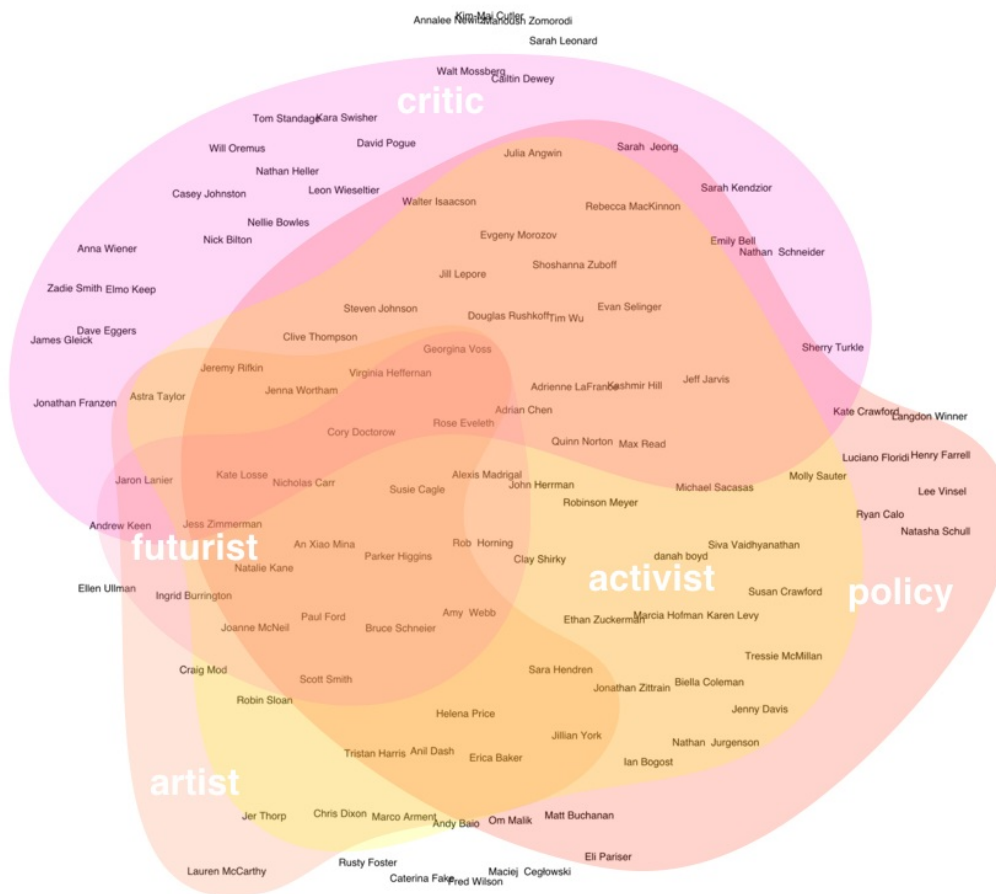 Kim-Mai Cutler
Annalee Newitz Manoush Zomorodi
Sarah Leonard
Walt Mossberg
Caitlin Dewey
critic
Tom Standage Kara Swisher
David Pogue
Will Oremus
Julia Angwin
Sarah Jeong
Nathan Heller
Casey Johnston
Leon Wieseltier
Sarah Kendzior
Walter Isaacson
Rebecca MacKinnon
Nellie Bowles
Nick Bilton
Evgeny Morozov
Emily Bell
Anna Wiener
Nathan Schneider
Shoshanna Zuboff
Jill Lepore
Zadie Smith Elmo Keep
Steven Johnson
Evan Selinger
Douglas Rushkoff
Tim Wu
Dave Eggers
James Gleick
Clive Thompson
Georgina Voss
Sherry Turkle
Jeremy Rifkin
Virginia Heffernan
Jenna Wortham
Adrienne LaFrance
Kashmir Hill
Jeff Jarvis
Astra Taylor
Jonathan Franzen
Adrian Chen
Kate Crawford
Langdon Winner
Cory Doctorow
Rose Eveleth
Quinn Norton
Max Read
Luciano Floridi
Henry Farrell
Jaron Lanier
Kate Losse
Nicholas Carr
Alexis Madrigal
Susie Cagle
John Herrman
Michael Sacasas
Molly Sauter
Lee Vinsel
Robinson Meyer
Ryan Calo
Andrew Keen
Jess Zimmerman
Natasha Schull
futurist
An Xiao Mina
Rob Horning
Siva Vaidhyanathan
Parker Higgins
Clay Shirky
danah boyd
Natalie Kane
activist
policy
Ellen Ullman
Ingrid Burrington
Susan Crawford
Paul Ford
Amy Webb
Ethan Zuckerman
Marcia Hofman
Karen Levy
Joanne McNeil
Bruce Schneier
Tressie McMillan
Craig Mod
Scott Smith
Sara Hendren
Jonathan Zittrain
Biella Coleman
Robin Sloan
Helena Price
Jenny Davis
Jillian York
Nathan Jurgenson
Tristan Harris
Anil Dash
Erica Baker
Ian Bogost
artist
Jer Thorp
Chris Dixon
Marco Arment
Andy Baio
Om Malik
Matt Buchanan
Rusty Foster
Eli Pariser
Lauren McCarthy
Caterina Fake
Fred Wilson
Maciej Cegłowski